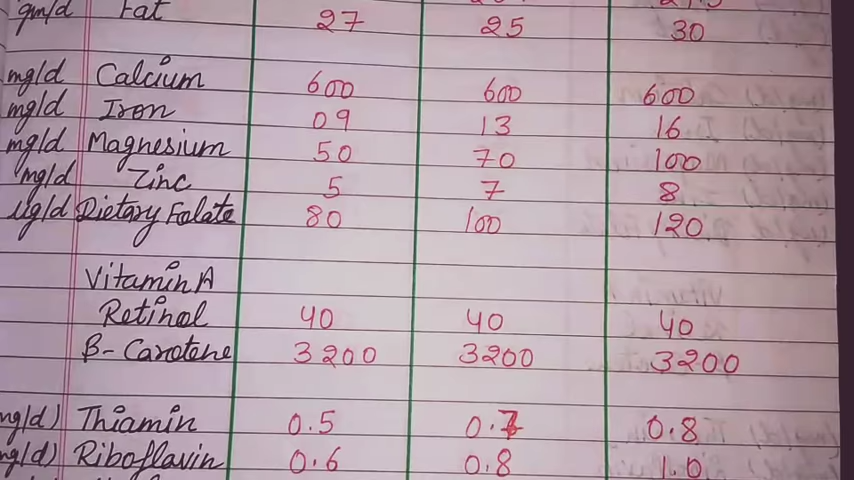 gm/d Fat 27 25 30
mg/d Calcium 600 600 600
mg/d Iron 09 13 16
mg/d Magnesium 50 70 100
mg/d Zinc 5 7 8
µg/d Dietary Folate 80 100 120
Vitamin A
Retinol 40 40 40
β-Carotene 3200 3200 3200
mg/d) Thiamin 0.5 0.7 0.8
mg/d) Riboflavin 0.6 0.8 1.0